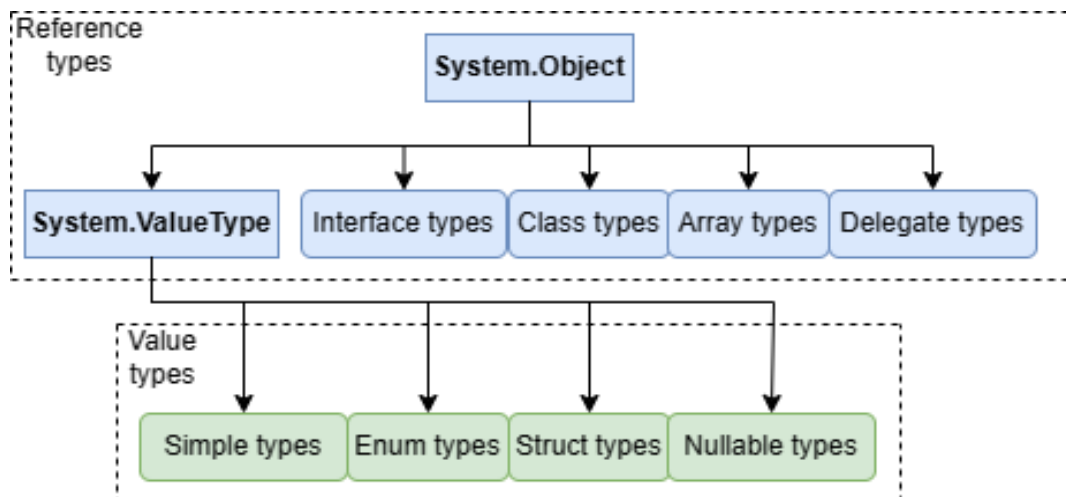 Reference
types
System.Object
System.ValueType
Interface types
Class types
Array types
Delegate types
Value
types
Simple types
Enum types
Struct types
Nullable types